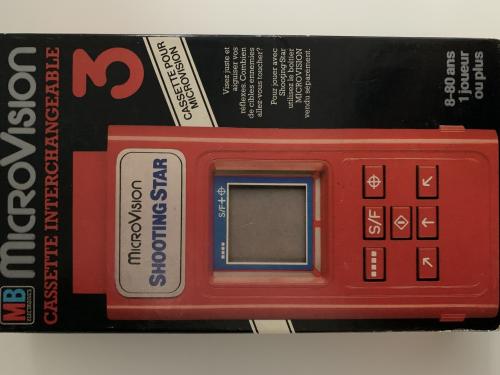 MB
ELECTRONICS
MICROVISION
CASSETTE INTERCHANGEABLE
3
CASSETTE POUR
MICROVISION
Visez juste et
aiguisez vos
réflexes. Combien
de cibles ennemies
allez-vous toucher?
Pour jouer avec
Shooting Star
utilisez le boîtier
MICROVISION
vendu séparément.
8-80 ans
1 joueur
ou plus
MICROVISION
SHOOTING STAR
S/F+
S/F